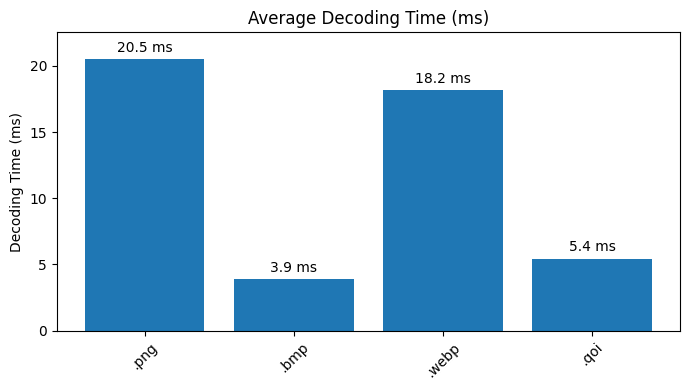 Average Decoding Time (ms)
20.5 ms
3.9 ms
18.2 ms
5.4 ms
Decoding Time (ms)
20
15
10
5
0
.png
.bmp
.webp
.qoi